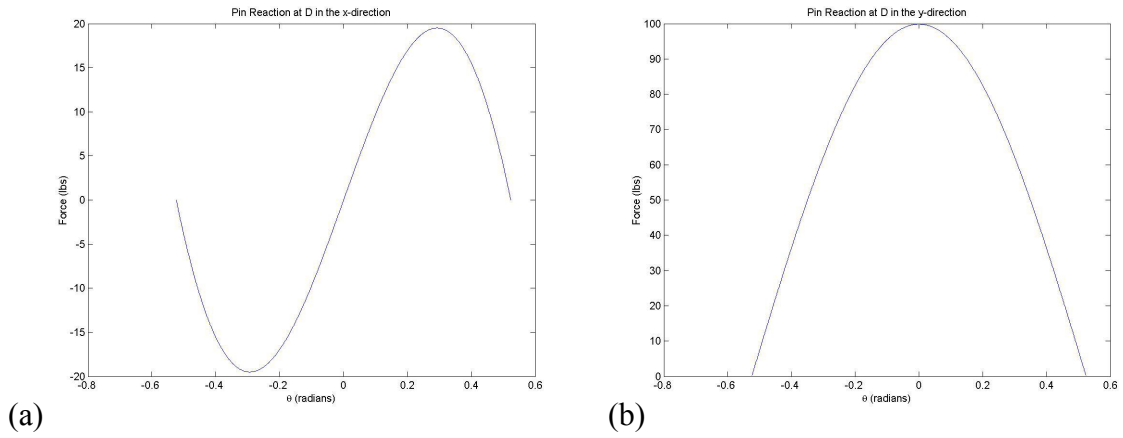 Pin Reaction at D in the x-direction
20
15
10
5
0
-5
-10
-15
-20
Force (lbs)
-0.8 -0.6 -0.4 -0.2 0 0.2 0.4 0.6
θ (radians)
(a)
Pin Reaction at D in the y-direction
100
90
80
70
60
50
40
30
20
10
0
Force (lbs)
-0.8 -0.6 -0.4 -0.2 0 0.2 0.4 0.6
θ (radians)
(b)